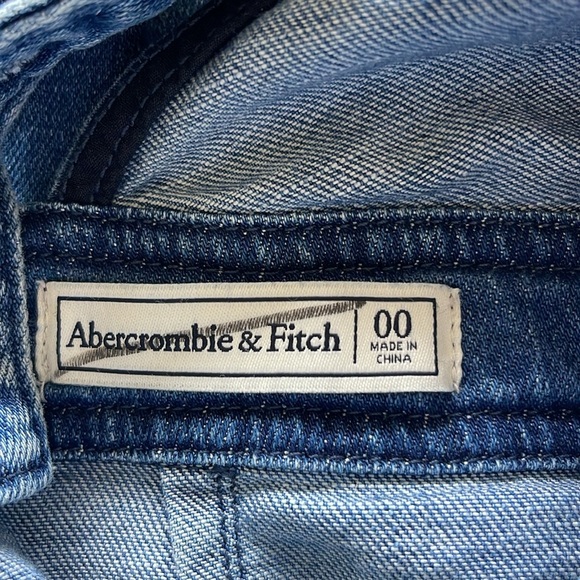 Abercrombie & Fitch
00
MADE IN
CHINA